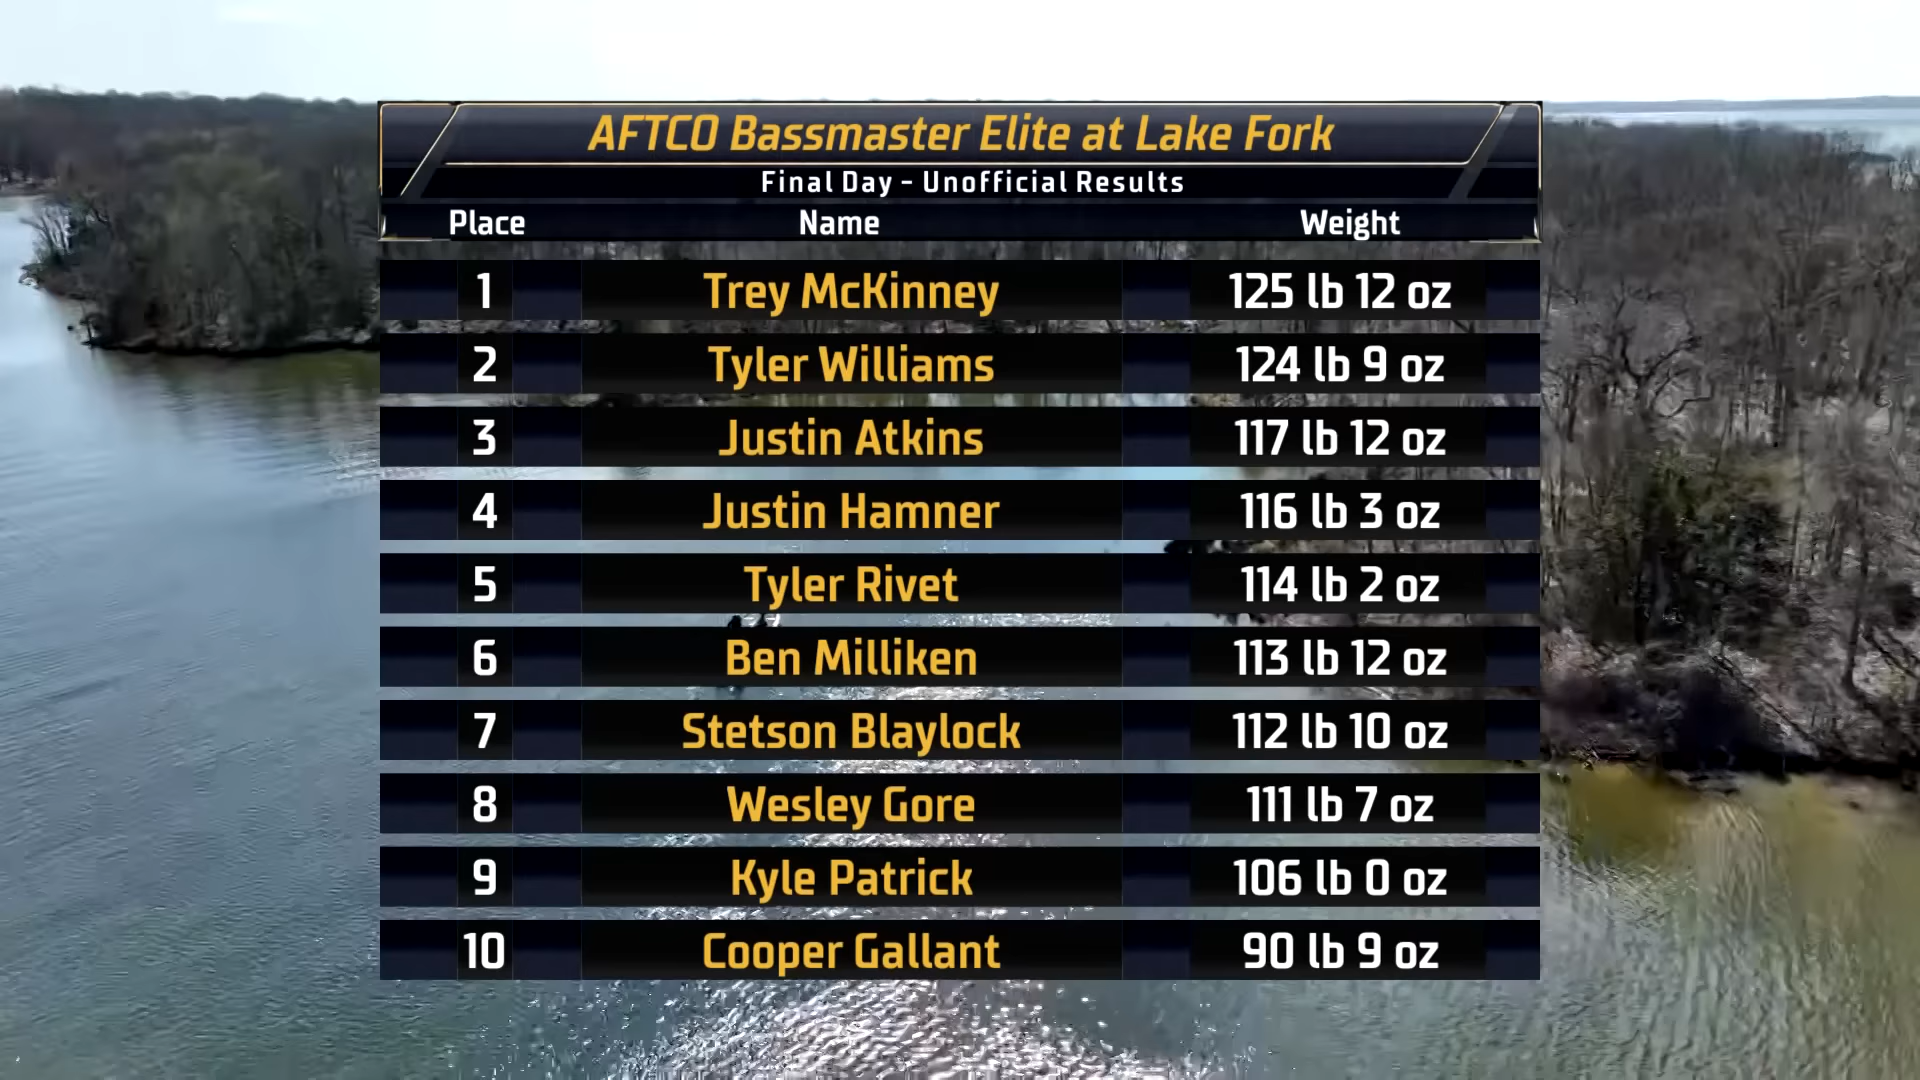 AFTCO Bassmaster Elite at Lake Fork
Final Day - Unofficial Results
Place Name Weight
1 Trey McKinney 125 lb 12 oz
2 Tyler Williams 124 lb 9 oz
3 Justin Atkins 117 lb 12 oz
4 Justin Hamner 116 lb 3 oz
5 Tyler Rivet 114 lb 2 oz
6 Ben Milliken 113 lb 12 oz
7 Stetson Blaylock 112 lb 10 oz
8 Wesley Gore 111 lb 7 oz
9 Kyle Patrick 106 lb 0 oz
10 Cooper Gallant 90 lb 9 oz